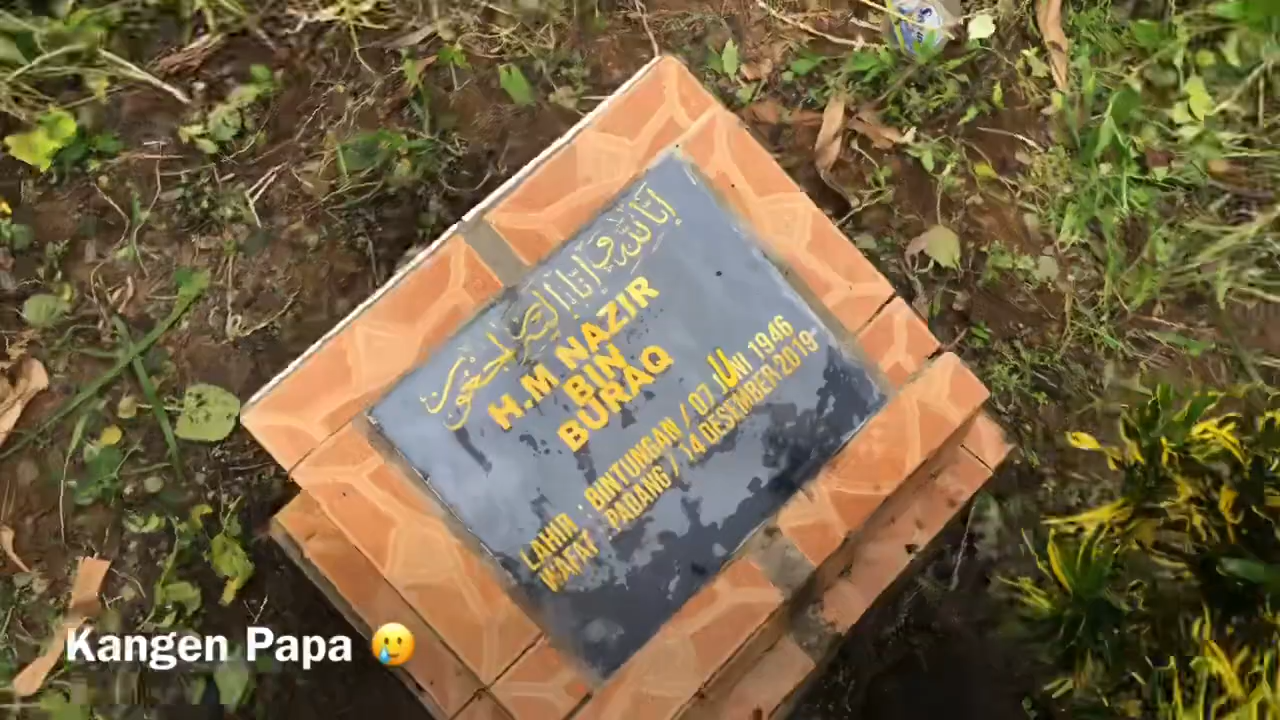 إنا لله وإنا إليه راجعون
H.M NAZIR
BIN
BURAQ
LAHIR : BINTUNGAN / 07 JUNI 1946
WAFAT PADANG / 14 DESEMBER 2019
Kangen Papa 🥲